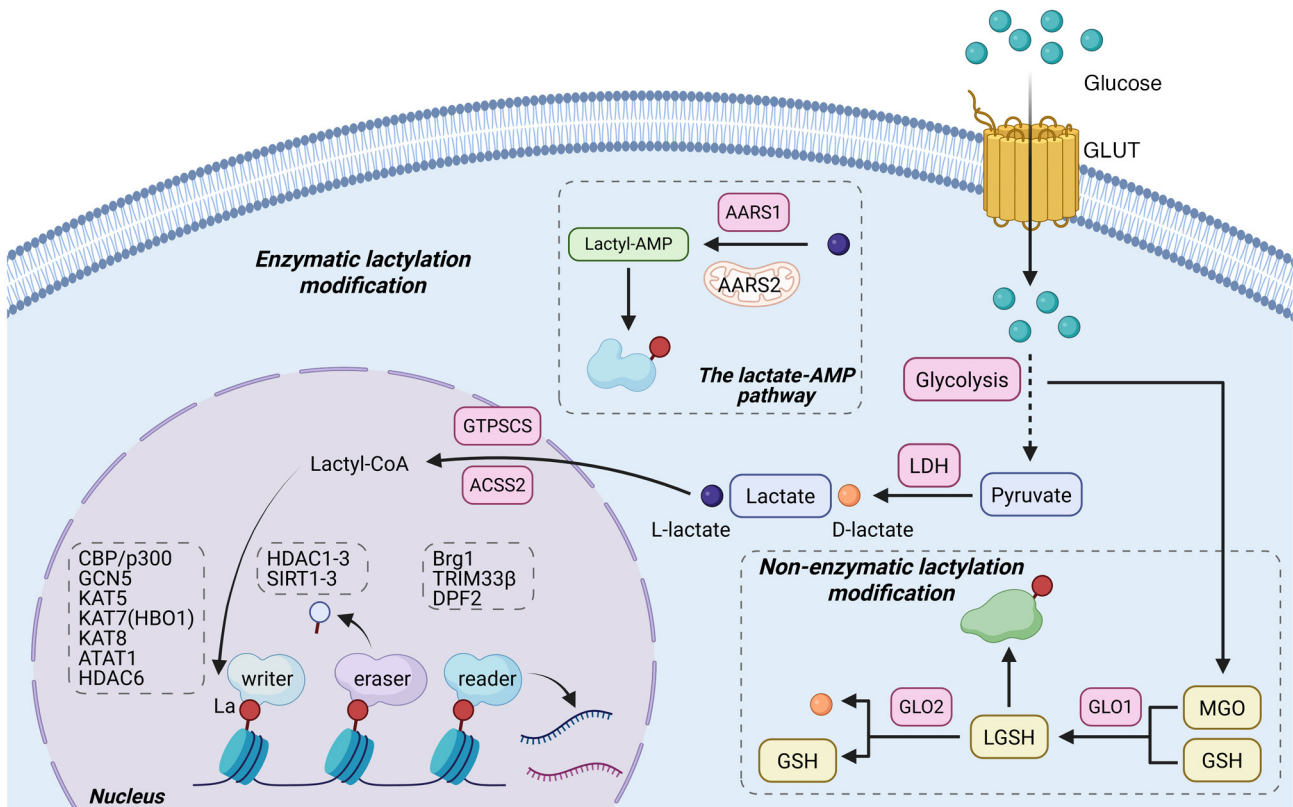 Glucose
GLUT
AARS1
Lactyl-AMP
AARS2
Enzymatic lactylation
modification
The lactate-AMP
pathway
Glycolysis
GTPSCS
Lactyl-CoA
ACSS2
LDH
Lactate
Pyruvate
L-lactate
D-lactate
CBP/p300
GCN5
KAT5
KAT7(HBO1)
KAT8
ATAT1
HDAC6
HDAC1-3
SIRT1-3
Brg1
TRIM33β
DPF2
Non-enzymatic lactylation
modification
writer
eraser
reader
La
GLO2
GLO1
MGO
LGSH
GSH
GSH
Nucleus